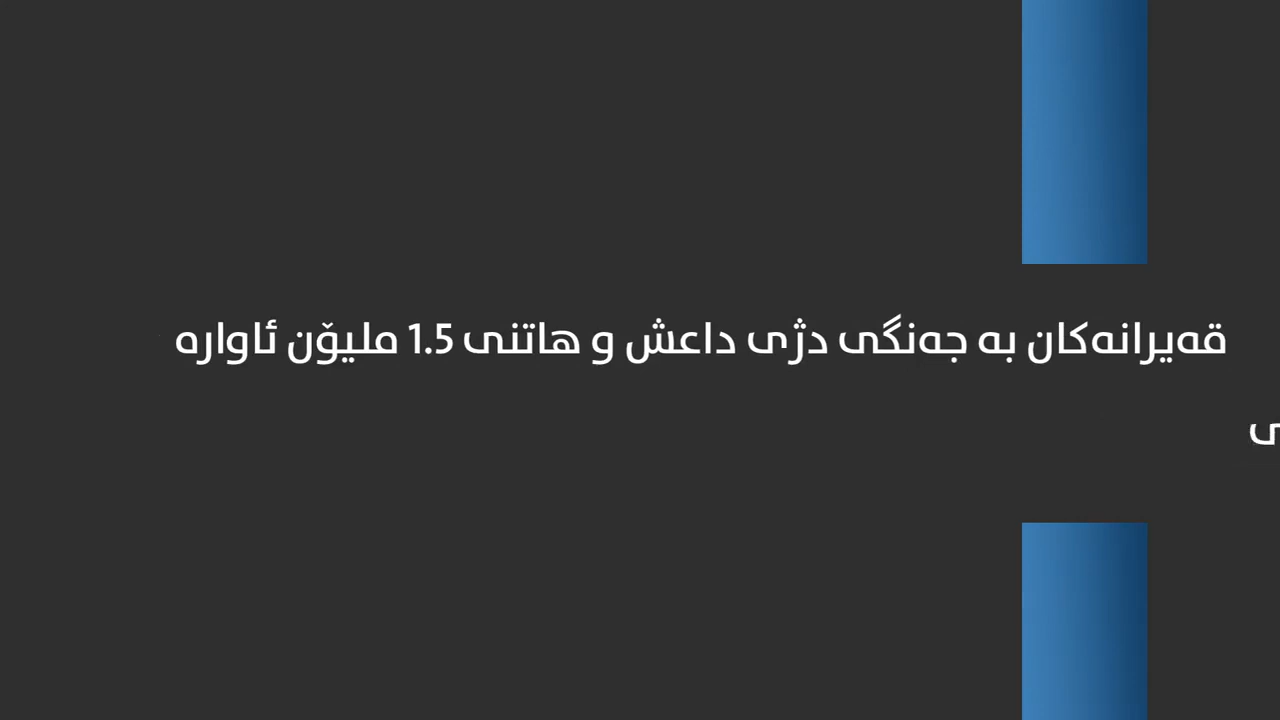 قەیرانەکان بە جەنگی دژی داعش و هاتنی 1.5 ملیۆن ئاوارە